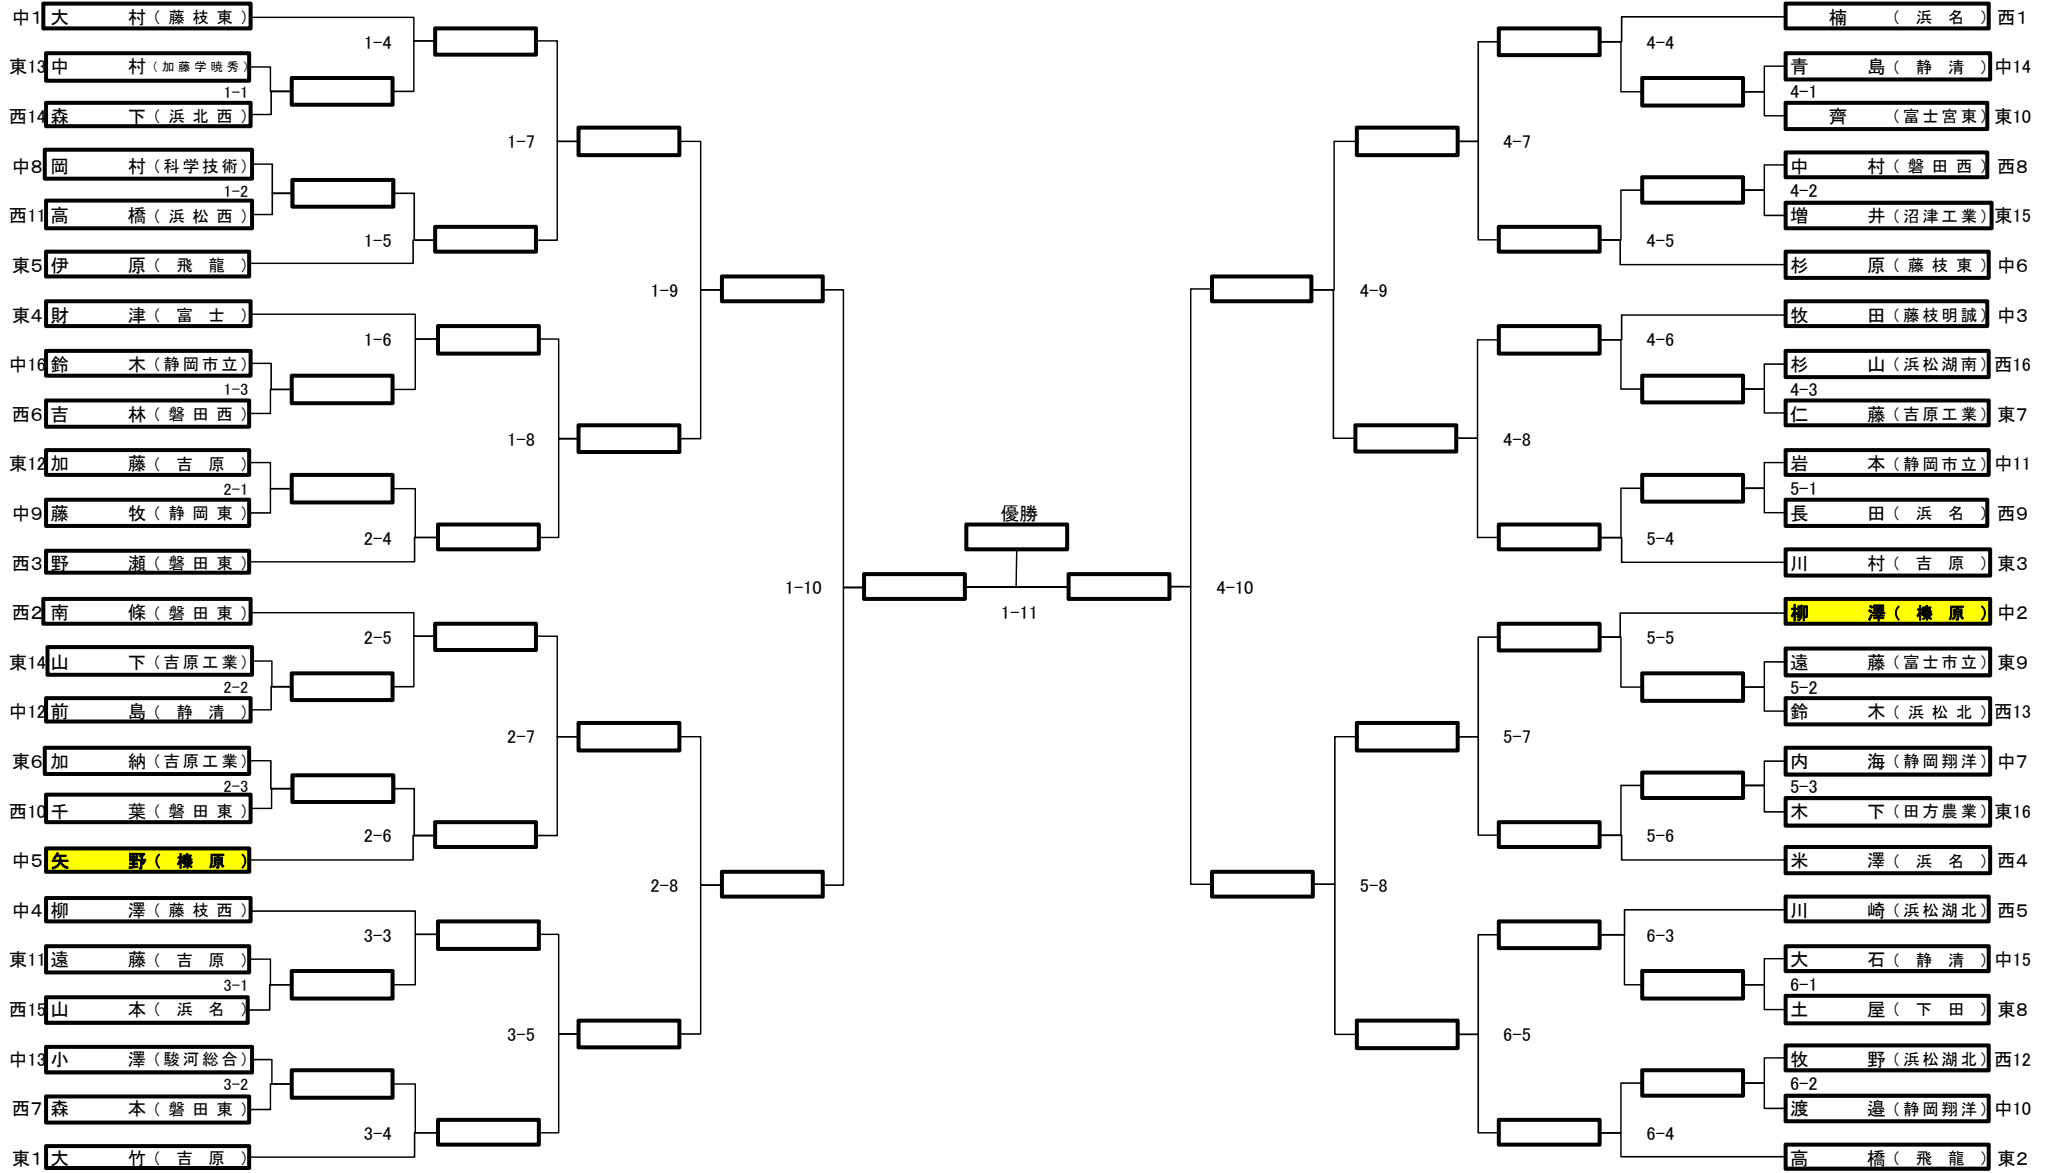 中1 大 村 ( 藤 枝 東 )
1-4
東13 中 村 ( 加 藤 学 暁 秀 )
1-1
西14 森 下 ( 浜 北 西 )
1-7
中8 岡 村 ( 科 学 技 術 )
1-2
西11 高 橋 ( 浜 松 西 )
1-5
東5 伊 原 ( 飛 龍 )
1-9
東4 財 津 ( 富 士 )
1-6
中16 鈴 木 ( 静 岡 市 立 )
1-3
西6 吉 林 ( 磐 田 西 )
1-8
東12 加 藤 ( 吉 原 )
2-1
中9 藤 牧 ( 静 岡 東 )
2-4
西3 野 瀬 ( 磐 田 東 )
1-10
西2 南 條 ( 磐 田 東 )
2-5
東14 山 下 ( 吉 原 工 業 )
2-2
中12 前 島 ( 静 清 )
2-7
東6 加 納 ( 吉 原 工 業 )
2-3
西10 千 葉 ( 磐 田 東 )
2-6
中5 矢 野 ( 榛 原 )
2-8
中4 柳 澤 ( 藤 枝 西 )
3-3
東11 遠 藤 ( 吉 原 )
3-1
西15 山 本 ( 浜 名 )
3-5
中13 小 澤 ( 駿 河 総 合 )
3-2
西7 森 本 ( 磐 田 東 )
3-4
東1 大 竹 ( 吉 原 )
優勝
1-11
楠 ( 浜 名 ) 西1
4-4
青 島 ( 静 清 ) 中14
4-1
齊 ( 富 士 宮 東 ) 東10
4-7
中 村 ( 磐 田 西 ) 西8
4-2
増 井 ( 沼 津 工 業 ) 東15
4-5
杉 原 ( 藤 枝 東 ) 中6
4-9
牧 田 ( 藤 枝 明 誠 ) 中3
4-6
杉 山 ( 浜 松 湖 南 ) 西16
4-3
仁 藤 ( 吉 原 工 業 ) 東7
4-8
岩 本 ( 静 岡 市 立 ) 中11
5-1
長 田 ( 浜 名 ) 西9
5-4
川 村 ( 吉 原 ) 東3
4-10
柳 澤 ( 榛 原 ) 中2
5-5
遠 藤 ( 富 士 市 立 ) 東9
5-2
鈴 木 ( 浜 松 北 ) 西13
5-7
内 海 ( 静 岡 翔 洋 ) 中7
5-3
木 下 ( 田 方 農 業 ) 東16
5-6
米 澤 ( 浜 名 ) 西4
5-8
川 崎 ( 浜 松 湖 北 ) 西5
6-3
大 石 ( 静 清 ) 中15
6-1
土 屋 ( 下 田 ) 東8
6-5
牧 野 ( 浜 松 湖 北 ) 西12
6-2
渡 邉 ( 静 岡 翔 洋 ) 中10
6-4
高 橋 ( 飛 龍 ) 東2